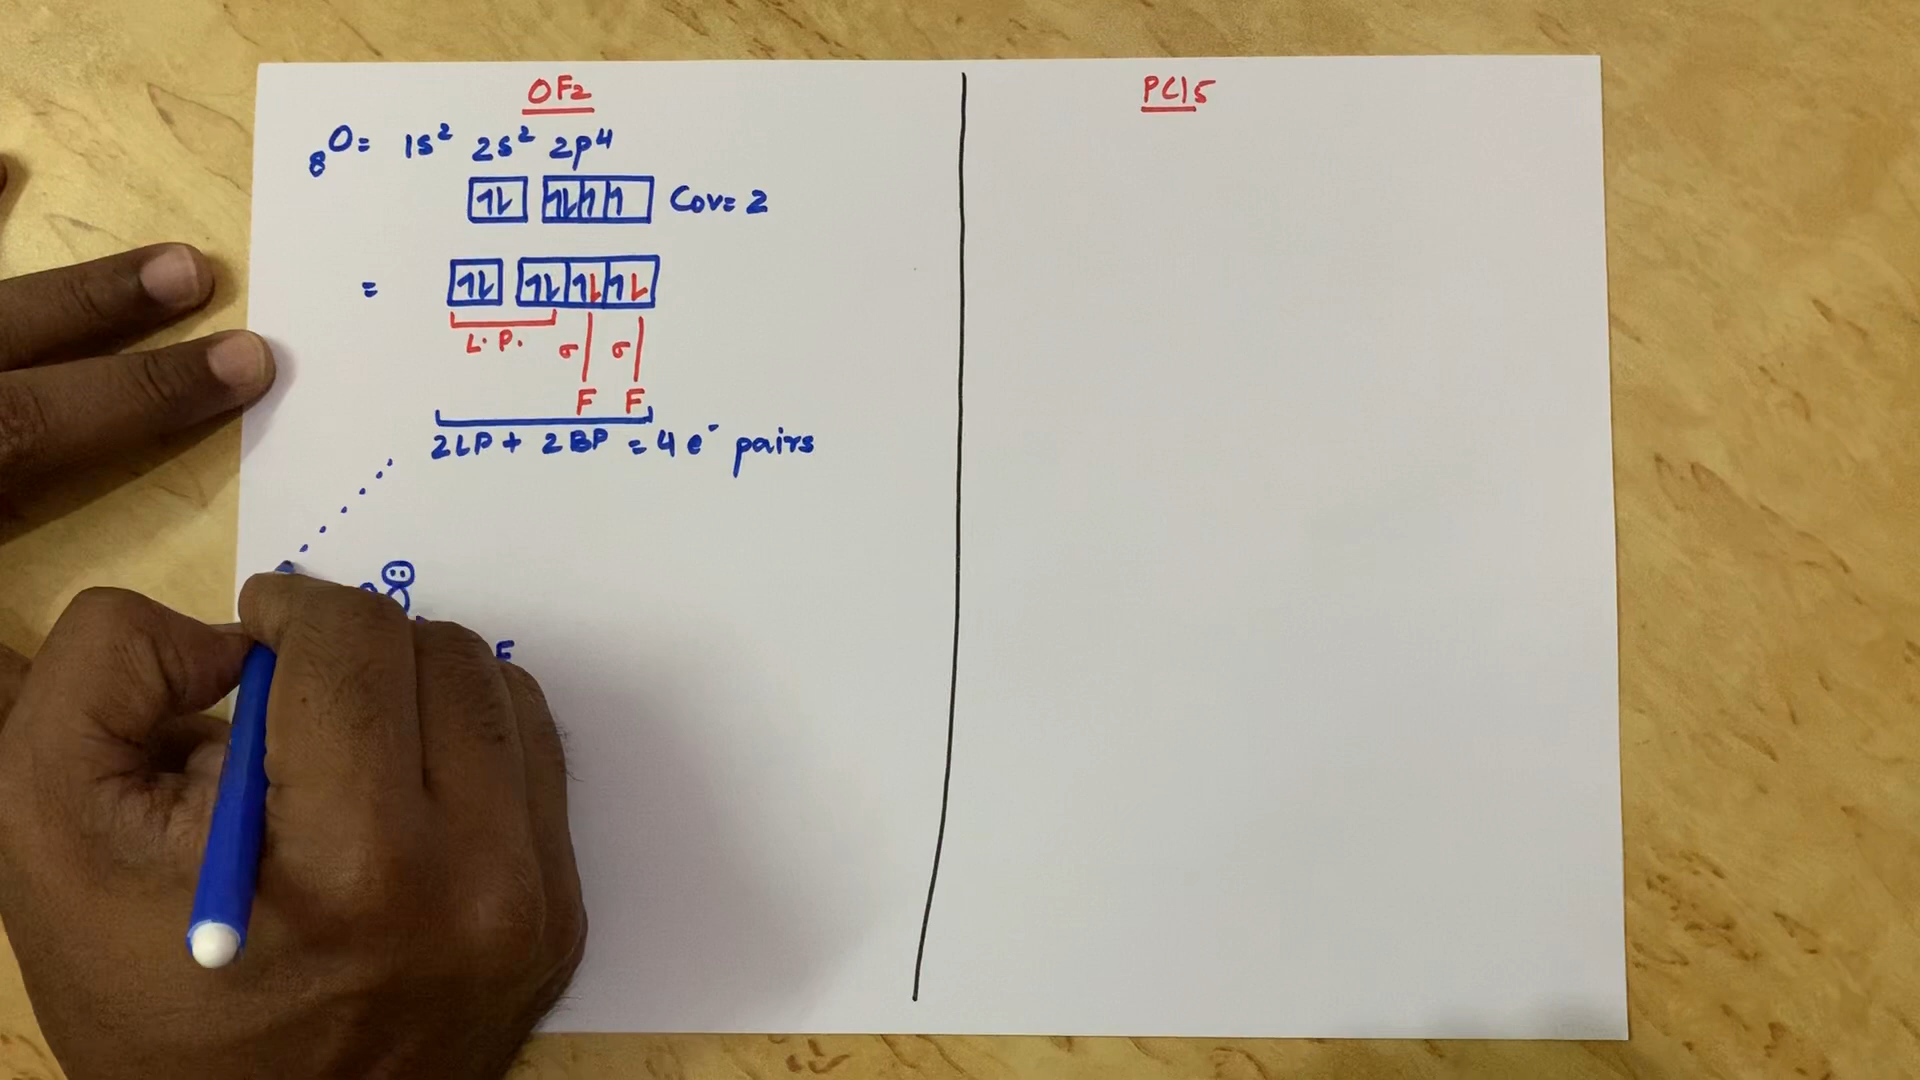 OF2
8O= 1s² 2s² 2p⁴
↿⇂ ↿⇂ ↿ ↿ Cov= 2
= ↿⇂ ↿⇂ ↿⇂ ↿⇂
L. P. σ σ
F F
2LP + 2BP = 4 e⁻ pairs
F
PCl5